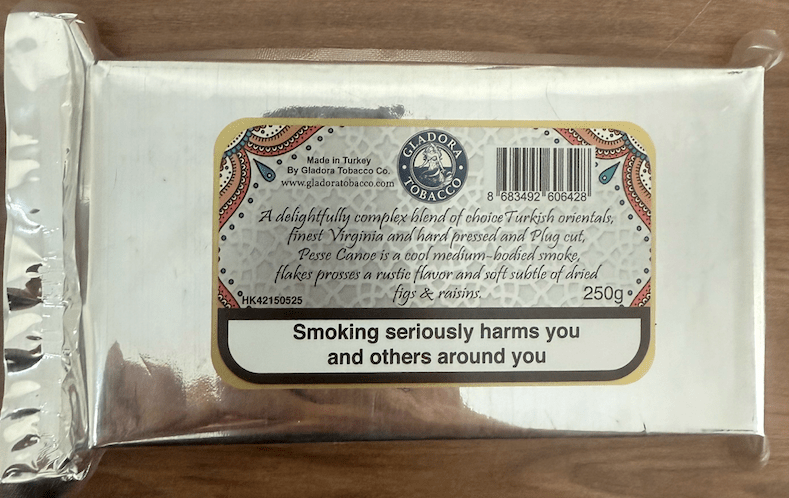 Made in Turkey
By Gladora Tobacco Co.
www.gladoratobacco.com
GLADORA
TOBACCO
8 683492 606428
A delightfully complex blend of choice Turkish orientals,
finest Virginia and hard pressed and Plug cut,
Pesse Canoe is a cool medium-bodied smoke,
flakes prosses a rustic flavor and soft subtle of dried
figs & raisins.
HK42150525
250g
Smoking seriously harms you
and others around you